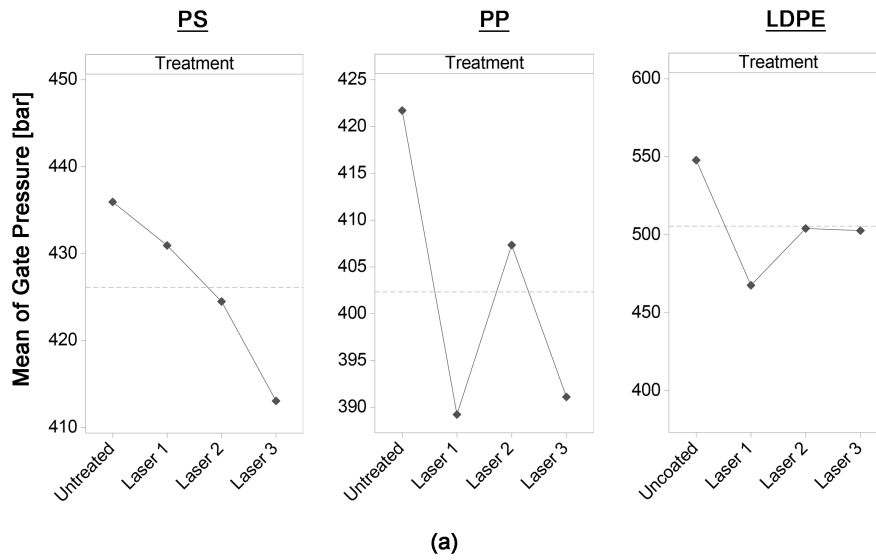 PS
PP
LDPE
Treatment
Treatment
Treatment
Mean of Gate Pressure [bar]
450
440
430
420
410
425
420
415
410
405
400
395
390
600
550
500
450
400
Untreated
Laser 1
Laser 2
Laser 3
Untreated
Laser 1
Laser 2
Laser 3
Uncoated
Laser 1
Laser 2
Laser 3
(a)